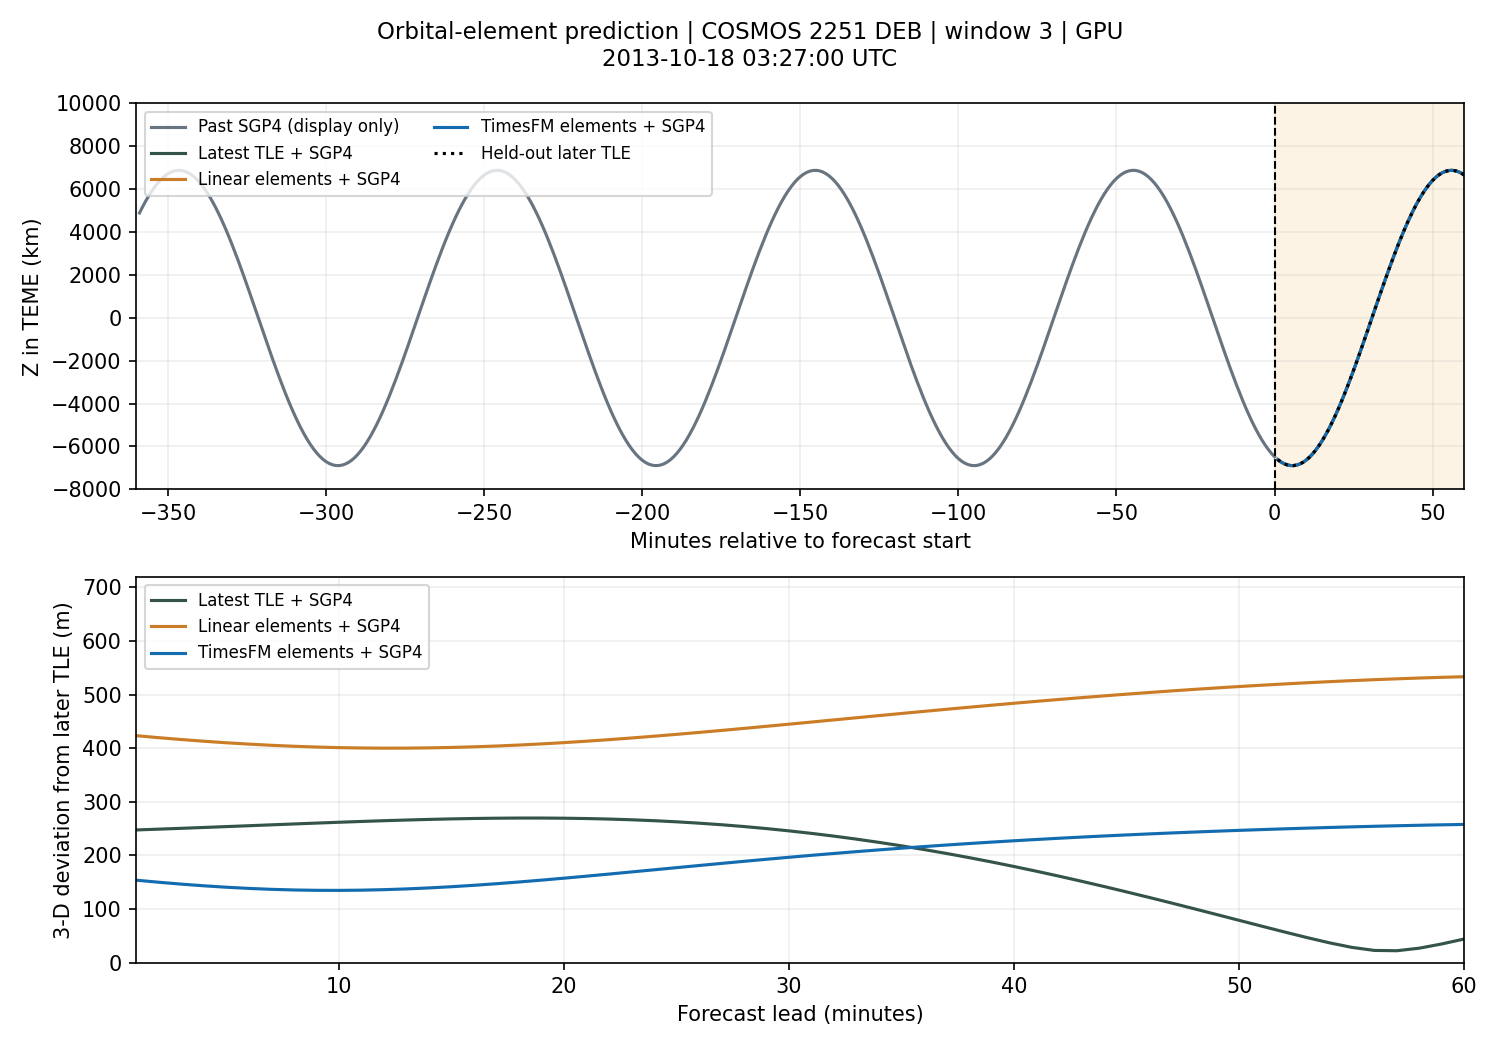 Orbital-element prediction | COSMOS 2251 DEB | window 3 | GPU
2013-10-18 03:27:00 UTC
Z in TEME (km)
10000
8000
6000
4000
2000
0
−2000
−4000
−6000
−8000
Past SGP4 (display only)
Latest TLE + SGP4
Linear elements + SGP4
TimesFM elements + SGP4
Held-out later TLE
−350 −300 −250 −200 −150 −100 −50 0 50
Minutes relative to forecast start
3-D deviation from later TLE (m)
700
600
500
400
300
200
100
0
Latest TLE + SGP4
Linear elements + SGP4
TimesFM elements + SGP4
10 20 30 40 50 60
Forecast lead (minutes)